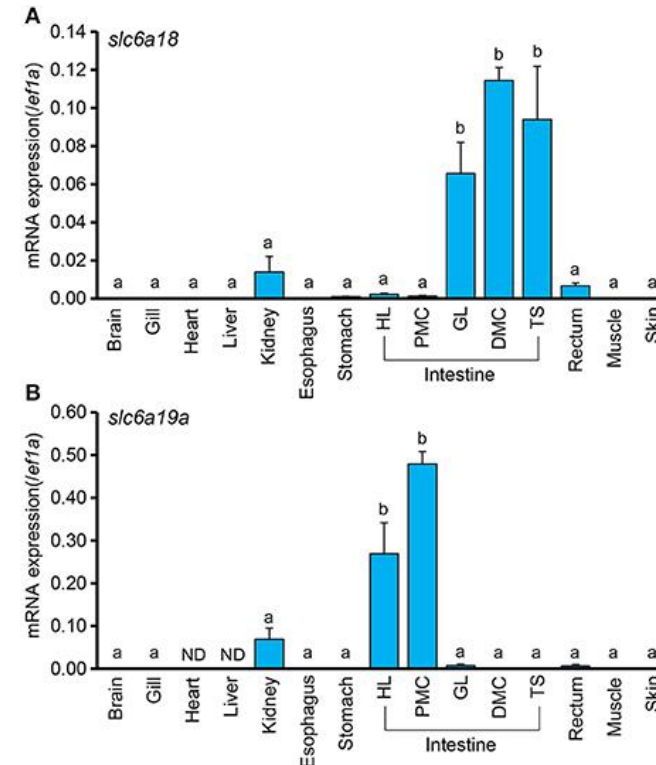 A
slc6a18
mRNA expression(/ef1a)
0.14
0.12
0.10
0.08
0.06
0.04
0.02
0.00
a a a a a a a a a b b b a a a
Brain Gill Heart Liver Kidney Esophagus Stomach HL PMC GL DMC TS Rectum Muscle Skin
Intestine
B
slc6a19a
mRNA expression(/ef1a)
0.60
0.50
0.40
0.30
0.20
0.10
0.00
a a ND ND a a a b b a a a a a a
Brain Gill Heart Liver Kidney Esophagus Stomach HL PMC GL DMC TS Rectum Muscle Skin
Intestine